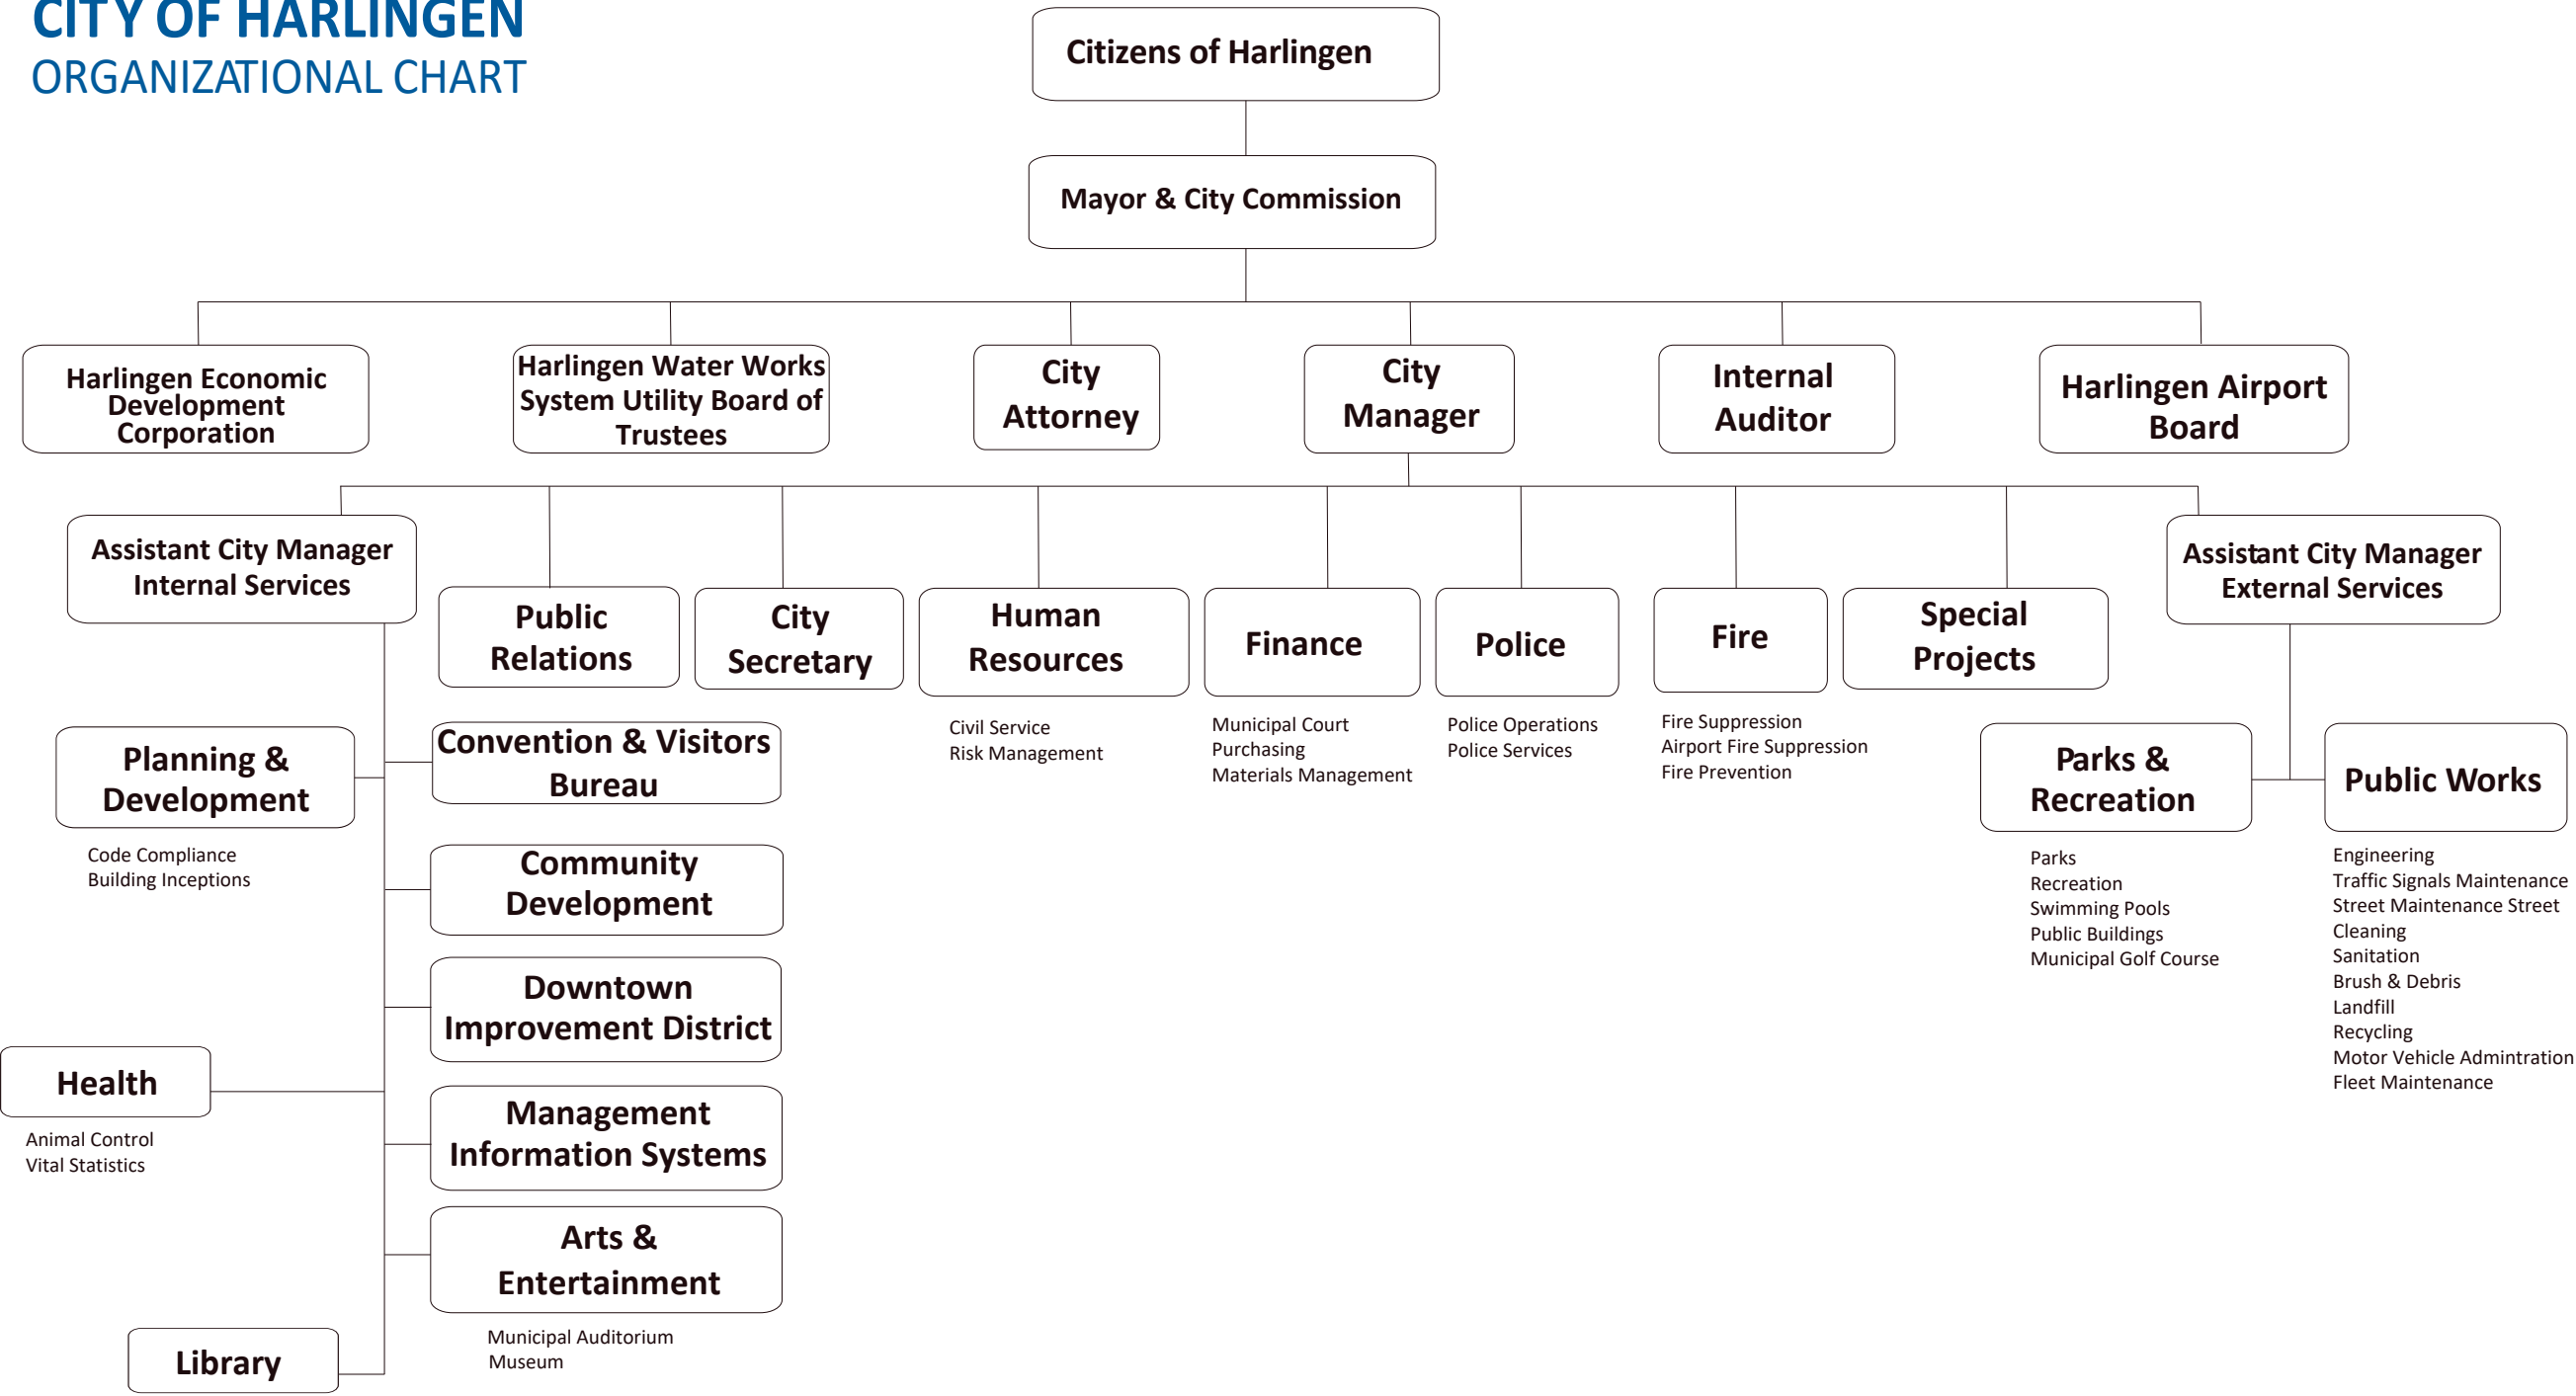 CITY OF HARLINGEN
ORGANIZATIONAL CHART
Citizens of Harlingen
Mayor & City Commission
Harlingen Economic
Development
Corporation
Harlingen Water Works
System Utility Board of
Trustees
City
Attorney
City
Manager
Internal
Auditor
Harlingen Airport
Board
Assistant City Manager
Internal Services
Public
Relations
City
Secretary
Human
Resources
Civil Service
Risk Management
Finance
Municipal Court
Purchasing
Materials Management
Police
Police Operations
Police Services
Fire
Fire Suppression
Airport Fire Suppression
Fire Prevention
Special
Projects
Assistant City Manager
External Services
Planning &
Development
Code Compliance
Building Inceptions
Convention & Visitors
Bureau
Community
Development
Downtown
Improvement District
Health
Animal Control
Vital Statistics
Management
Information Systems
Arts &
Entertainment
Municipal Auditorium
Museum
Library
Parks &
Recreation
Parks
Recreation
Swimming Pools
Public Buildings
Municipal Golf Course
Public Works
Engineering
Traffic Signals Maintenance
Street Maintenance Street
Cleaning
Sanitation
Brush & Debris
Landfill
Recycling
Motor Vehicle Admintration
Fleet Maintenance